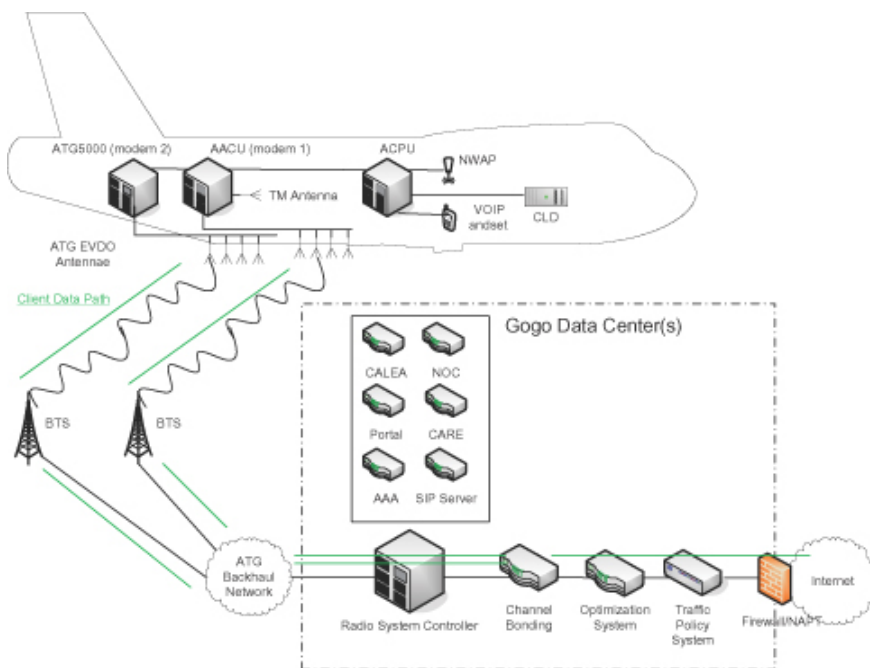 ATG5000 (modem 2)
AACU (modem 1)
ACPU
NWAP
TM Antenna
VOIP
andset
CLD
ATG EVDO
Antennae
Client Data Path
Gogo Data Center(s)
CALEA
NOC
BTS
BTS
Portal
CARE
AAA
SIP Server
ATG
Backhaul
Network
Internet
Radio System Controller
Channel
Bonding
Optimization
System
Traffic
Policy
System
Firewall/NAPT